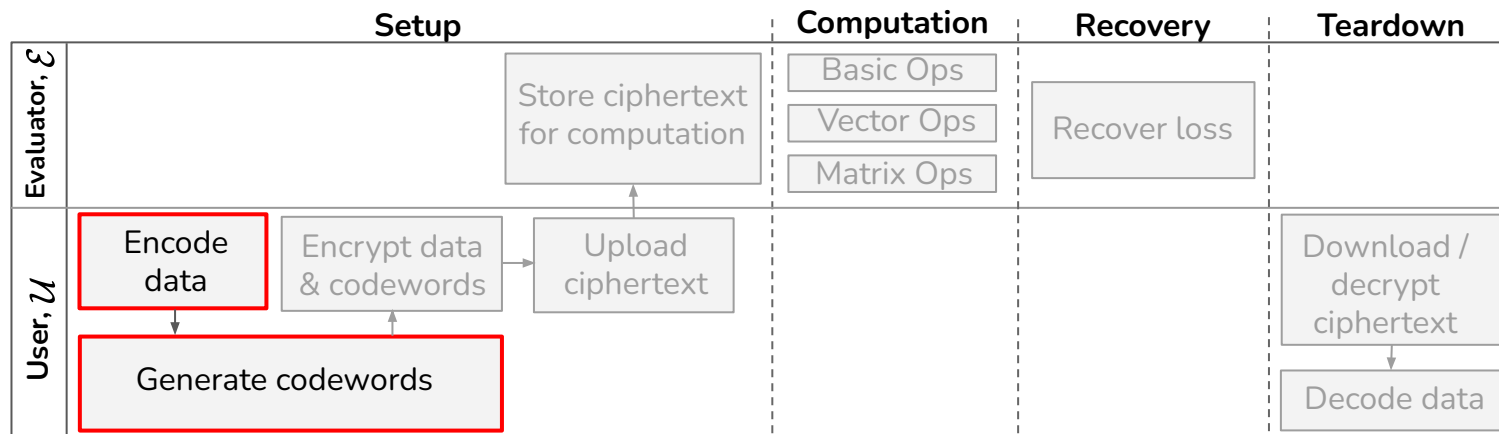 Setup
Computation
Recovery
Teardown
Evaluator, ℰ
Store ciphertext
for computation
Basic Ops
Vector Ops
Matrix Ops
Recover loss
User, 𝒰
Encode
data
Encrypt data
& codewords
Upload
ciphertext
Generate codewords
Download /
decrypt
ciphertext
Decode data